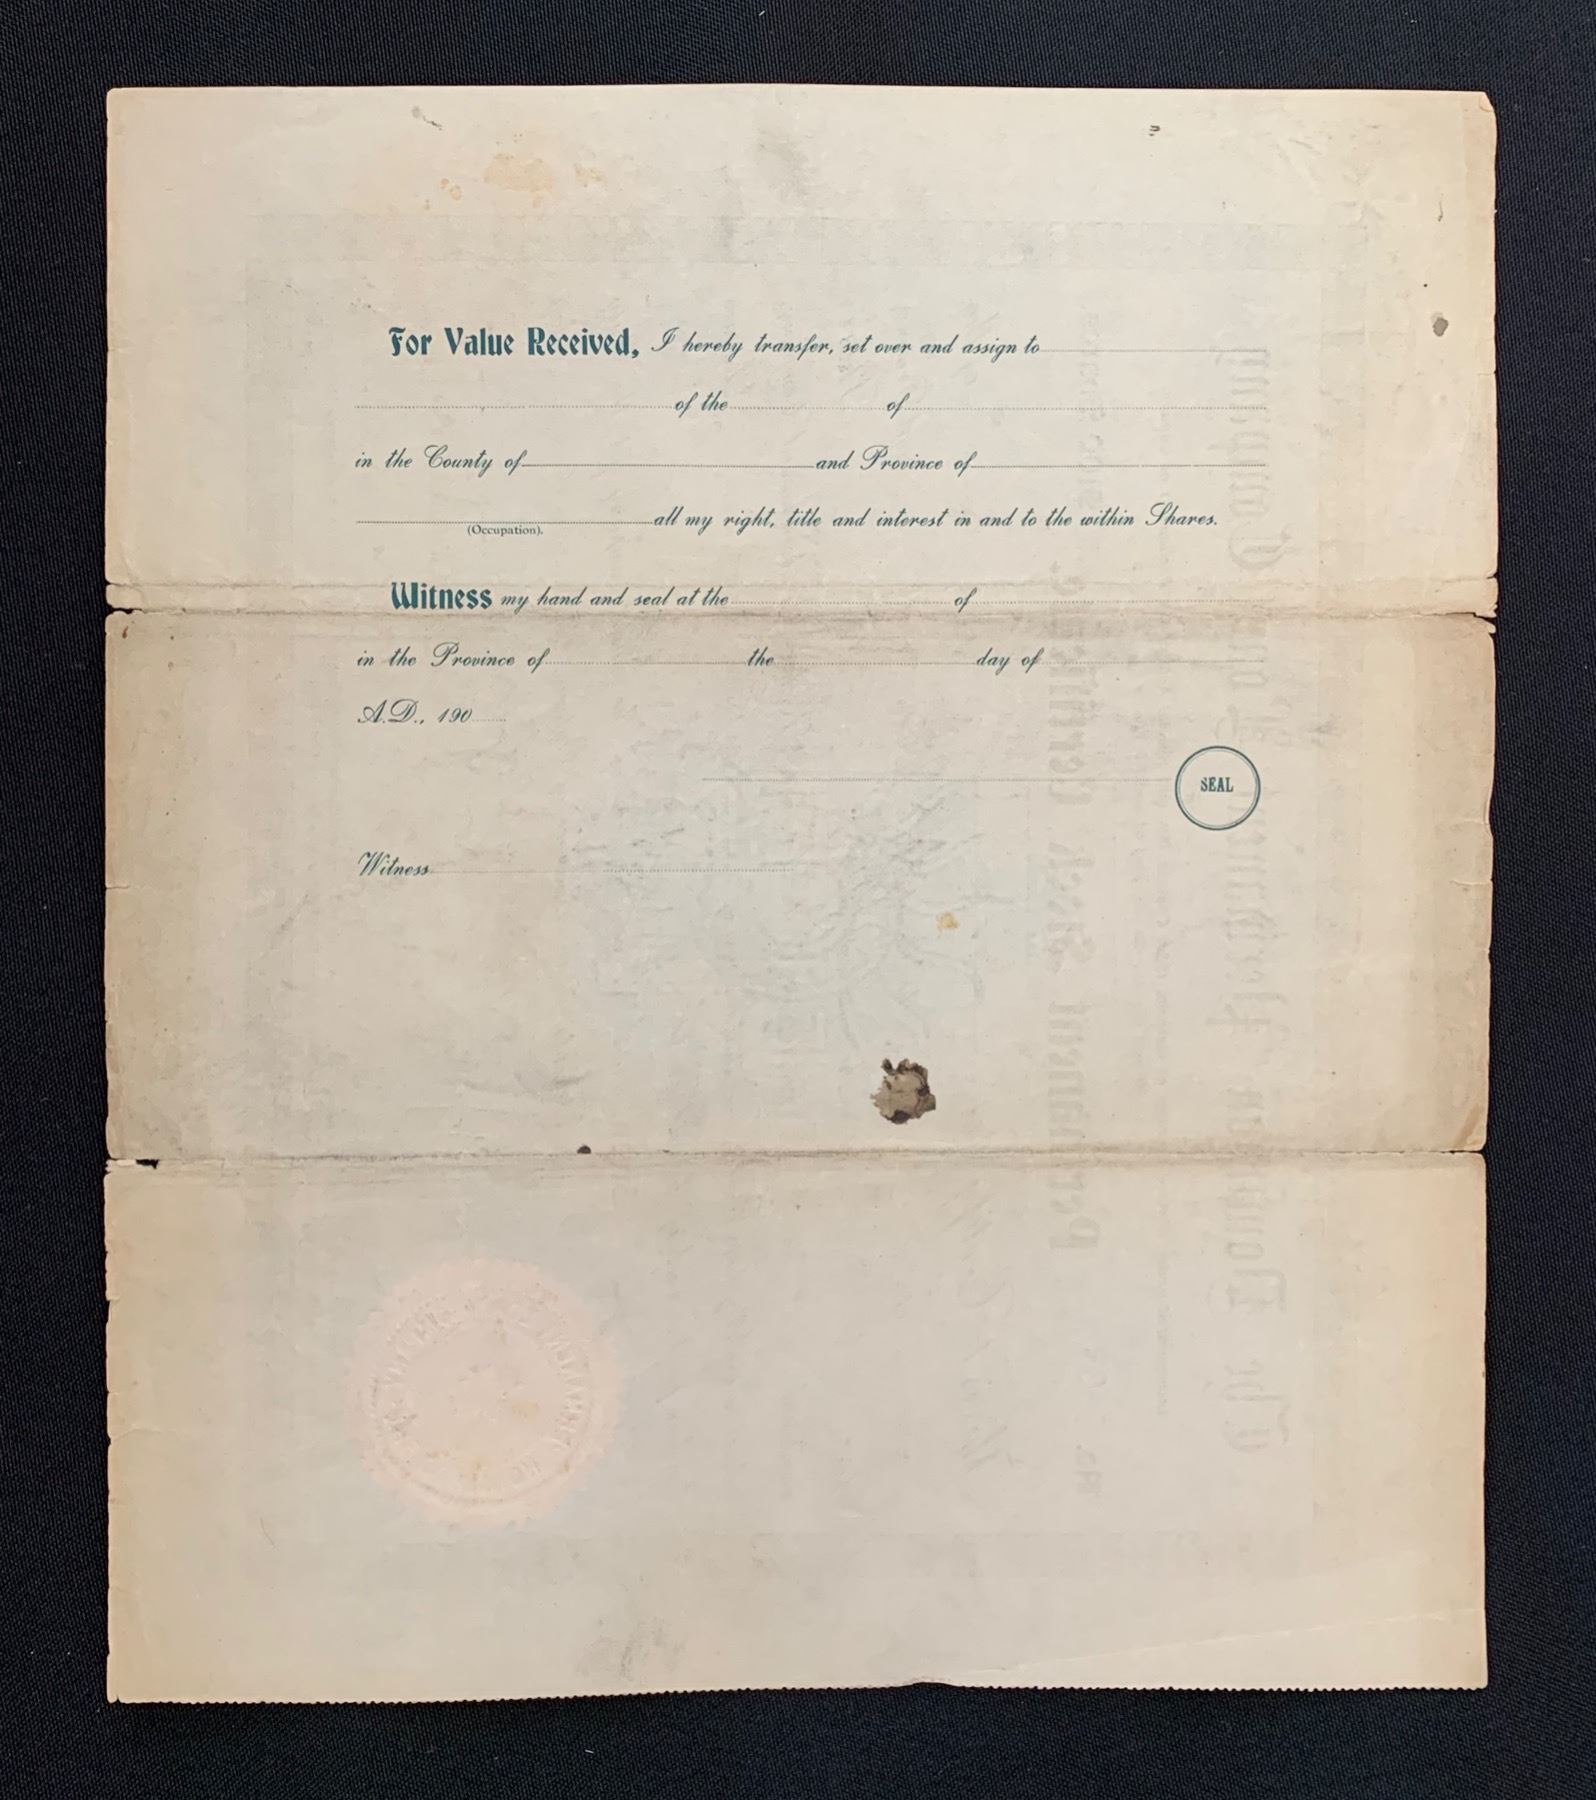 For Value Received, I hereby transfer, set over and assign to
of the of
in the County of and Province of
(Occupation). all my right, title and interest in and to the within Shares.
Witness my hand and seal at the of
in the Province of the day of
A.D., 190
SEAL
Witness